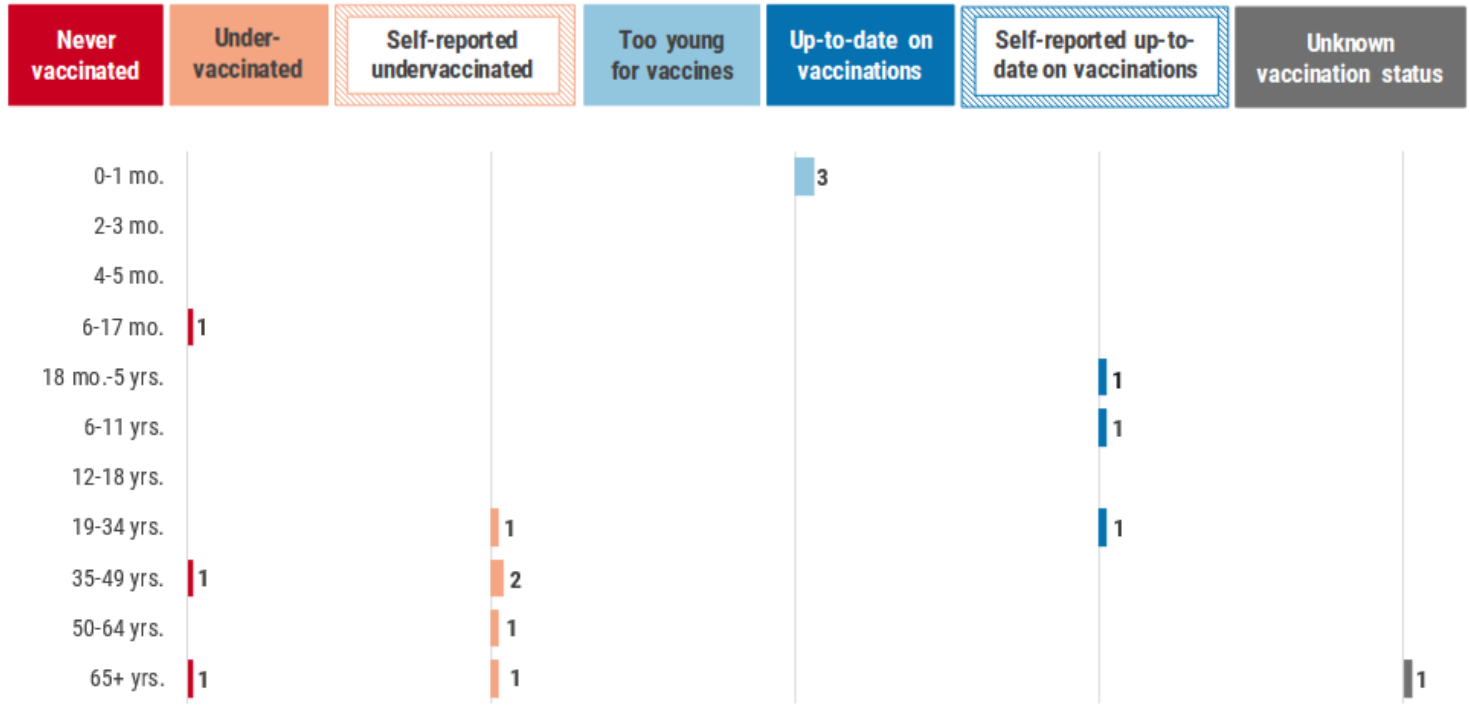 Never
vaccinated
Under-
vaccinated
Self-reported
undervaccinated
Too young
for vaccines
Up-to-date on
vaccinations
Self-reported up-to-
date on vaccinations
Unknown
vaccination status
0-1 mo. 3
2-3 mo.
4-5 mo.
6-17 mo. 1
18 mo.-5 yrs. 1
6-11 yrs. 1
12-18 yrs.
19-34 yrs. 1 1
35-49 yrs. 1 2
50-64 yrs. 1
65+ yrs. 1 1 1